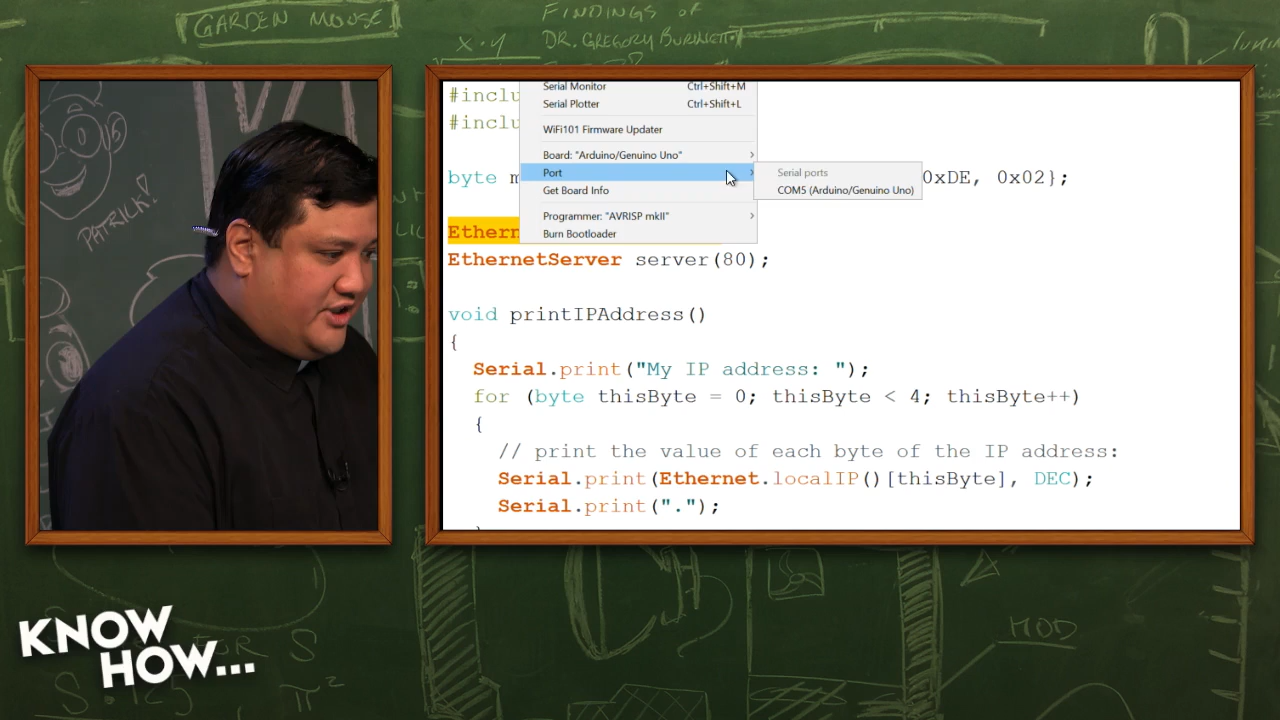 GARDEN MOUSE
FINDINGS OF
DR. GREGORY BURNETT
X·Y
PATRICK!
#inclu
#inclu
byte m
0xDE, 0x02};
Ethern
EthernetServer server(80);
void printIPAddress()
{
Serial.print("My IP address: ");
for (byte thisByte = 0; thisByte < 4; thisByte++)
{
// print the value of each byte of the IP address:
Serial.print(Ethernet.localIP()[thisByte], DEC);
Serial.print(".");
Serial Monitor Ctrl+Shift+M
Serial Plotter Ctrl+Shift+L
WiFi101 Firmware Updater
Board: "Arduino/Genuino Uno"
Port
Get Board Info
Programmer: "AVRISP mkII"
Burn Bootloader
Serial ports
COM5 (Arduino/Genuino Uno)
KNOW
HOW...
MOD
π²